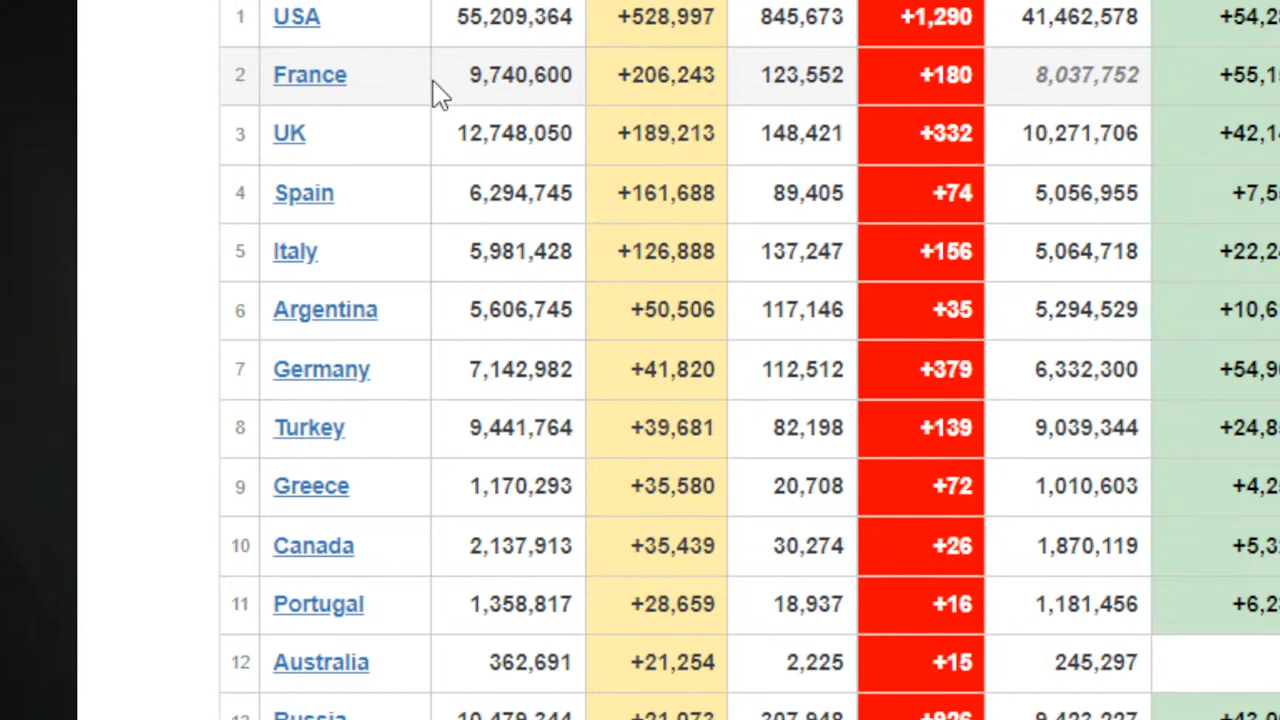 1 USA 55,209,364 +528,997 845,673 +1,290 41,462,578
2 France 9,740,600 +206,243 123,552 +180 8,037,752
3 UK 12,748,050 +189,213 148,421 +332 10,271,706
4 Spain 6,294,745 +161,688 89,405 +74 5,056,955
5 Italy 5,981,428 +126,888 137,247 +156 5,064,718
6 Argentina 5,606,745 +50,506 117,146 +35 5,294,529
7 Germany 7,142,982 +41,820 112,512 +379 6,332,300
8 Turkey 9,441,764 +39,681 82,198 +139 9,039,344
9 Greece 1,170,293 +35,580 20,708 +72 1,010,603
10 Canada 2,137,913 +35,439 30,274 +26 1,870,119
11 Portugal 1,358,817 +28,659 18,937 +16 1,181,456
12 Australia 362,691 +21,254 2,225 +15 245,297